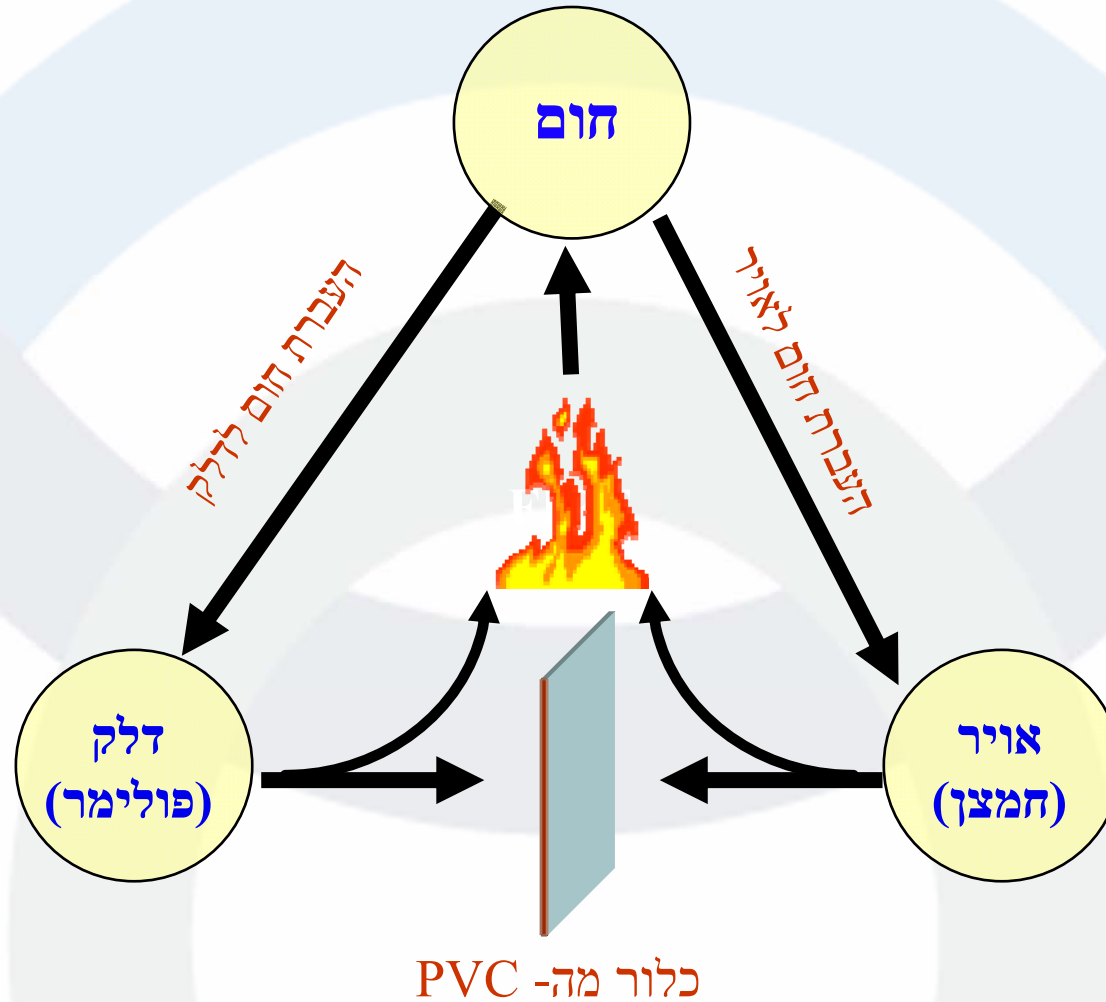 חום
העברת חום לדלק
העברת חום לאויר
דלק
(פולימר)
אויר
(חמצן)
כלור מה- PVC